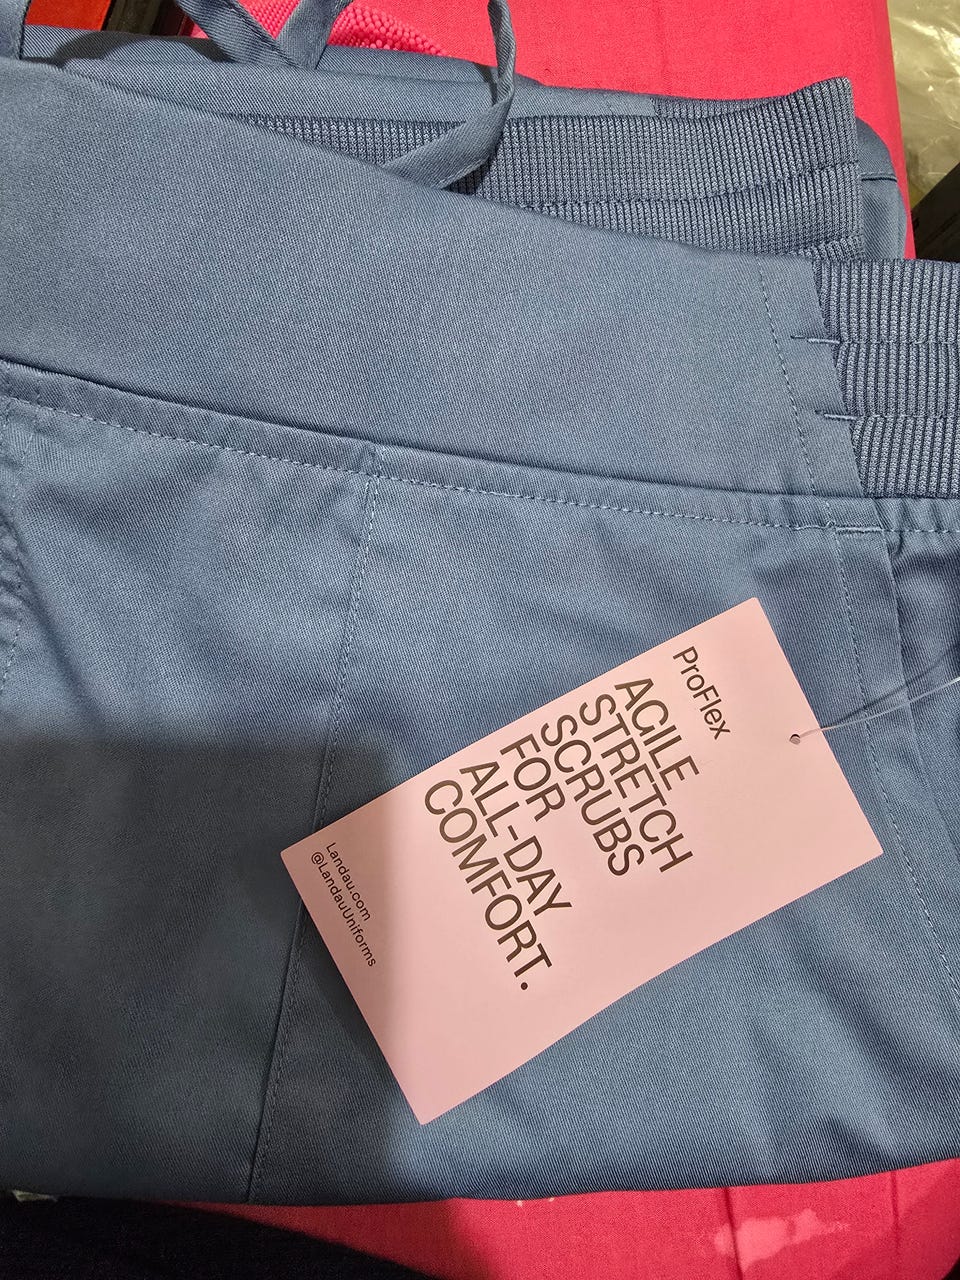 ProFlex
AGILE
STRETCH
SCRUBS
FOR
ALL-DAY
COMFORT.
Landau.com
@LandauUniforms